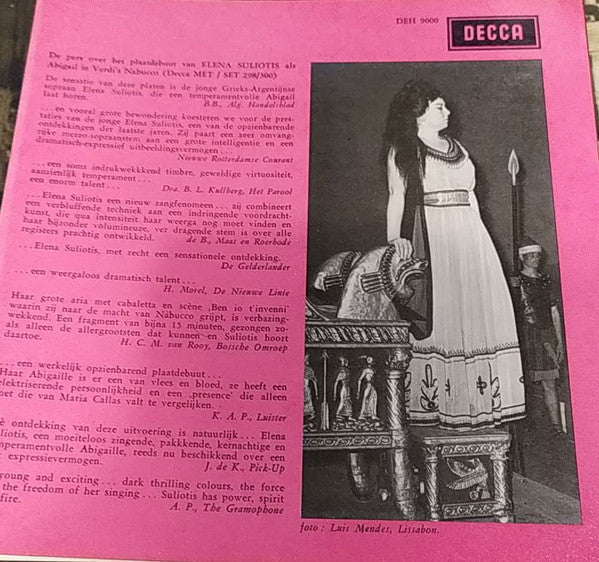 DEH 9000
DECCA
De pers over het plaatdebuut van ELENA SULIOTIS als
Abigail in Verdi's Nabucco (Decca MET / SET 298/300)
De sensatie van deze platen is de jonge Grieks-Argentijnse
sopraan Elena Suliotis, die een temperamentvolle Abigail
laat horen.
B.B., Alg. Handelsblad
...en vooral grote bewondering koesteren we voor de pres-
taties van de jonge Elena Suliotis, een van de opzienbarende
ontdekkingen der laatste jaren. Zij paart een zeer omvang-
rijke mezzo-sopraanstem aan een grote intelligentie en een
dramatisch-expressief uitbeeldingsvermogen...
Nieuwe Rotterdamse Courant
...een soms indrukwekkkend timbre, geweldige virtuositeit,
aanzienlijk temperament...
een enorm talent...
Dra. B. L. Kullberg, Het Parool
...Elena Suliotis een nieuw zangfenomeen... zij combineert
een verbluffende techniek aan een indringende voordracht-
kunst, die qua intensiteit haar weerga nog moet vinden en
haar bijzonder volumineuze, ver dragende stem is over alle
registers prachtig ontwikkeld.
de B., Maas en Roerbode
...Elena Suliotis, met recht een sensationele ontdekking.
De Gelderlander
...een weergaloos dramatisch talent...
H. Morel, De Nieuwe Linie
Haar grote aria met cabaletta en scène ‚Ben io t'invenni'
waarin zij naar de macht van Nabucco grijpt, is verbazing-
wekkend. Een fragment van bijna 13 minuten, gezongen zo-
als alleen de allergrootsten dat kunnen en Suliotis hoort
daartoe.
H. C. M. van Rooy, Bossche Omroep
...een werkelijk opzienbarend plaatdebuut...
Haar Abigaille is er een van vlees en bloed, ze heeft een
elektriserende persoonlijkheid en een ‚presence' die alleen
met die van Maria Callas valt te vergelijken.
K. A. P., Luister
ontdekking van deze uitvoering is natuurlijk... Elena
uliotis, een moeiteloos zingende, pakkkende, kernachtige en
mperamentvolle Abigaille, reeds nu beschikkend over een
expressievermogen.
J. de K., Pick-Up
young and exciting... dark thrilling colours, the force
the freedom of her singing... Suliotis has power, spirit
fire.
A. P., The Gramophone
foto: Luis Mendes, Lissabon.